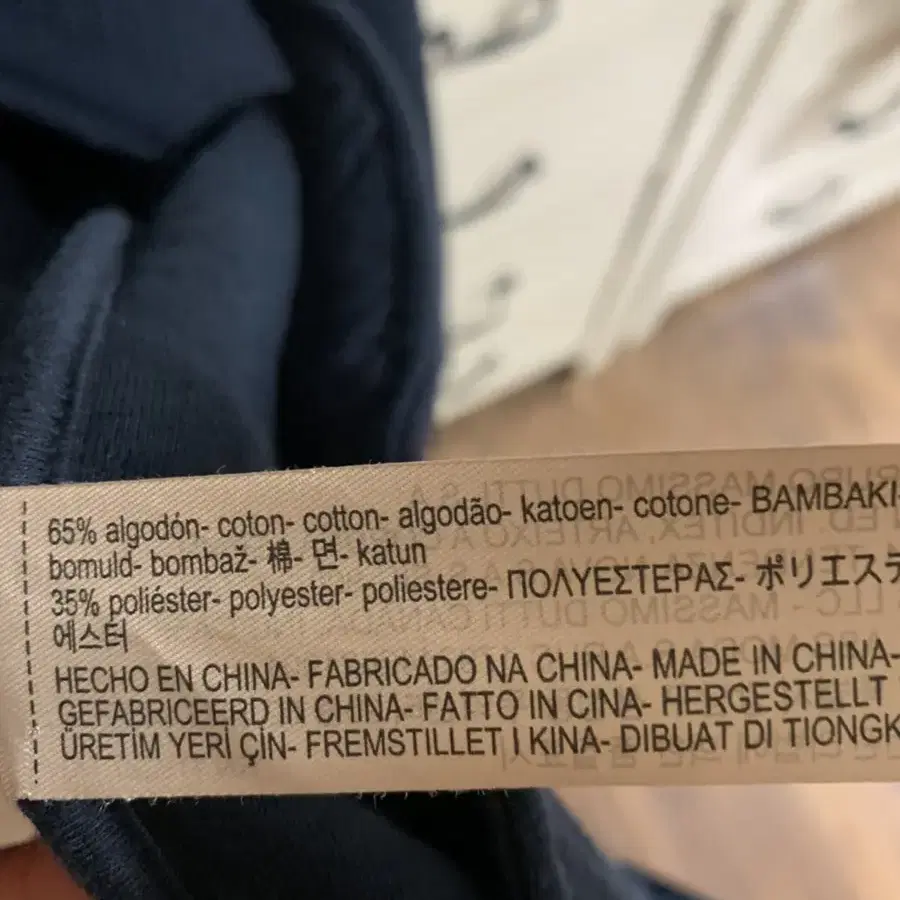 65% algodón- coton- cotton- algodão- katoen- cotone- BAMBAKI-
bomuld- bombaž- 棉- 면- katun
35% poliéster- polyester- poliestere- ΠΟΛΥΕΣΤΕΡΑΣ- ポリエステ
에스터
HECHO EN CHINA- FABRICADO NA CHINA- MADE IN CHINA-
GEFABRICEERD IN CHINA- FATTO IN CINA- HERGESTELLT
ÜRETİM YERİ ÇİN- FREMSTILLET I KINA- DIBUAT DI TIONGK